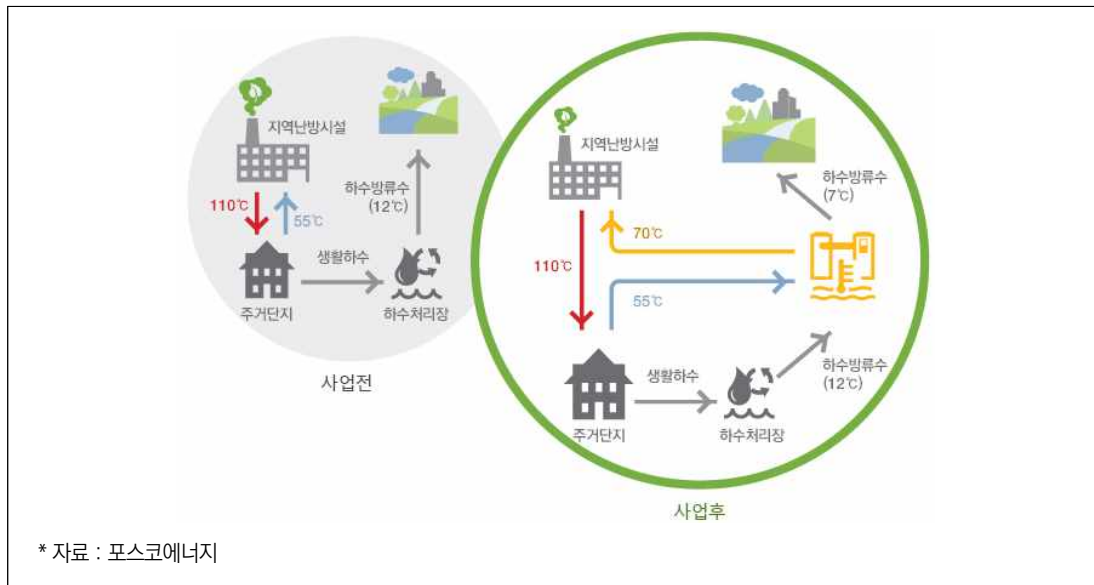 지역난방시설
110℃
55℃
하수방류수
(12℃)
생활하수
주거단지
하수처리장
사업전
지역난방시설
하수방류수
(7℃)
70℃
110℃
55℃
하수방류수
(12℃)
생활하수
주거단지
하수처리장
사업후
* 자료 : 포스코에너지